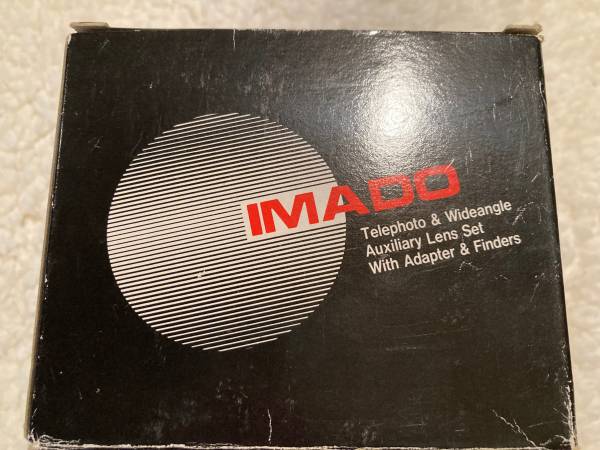 IMADO
Telephoto & Wideangle
Auxiliary Lens Set
With Adapter & Finders